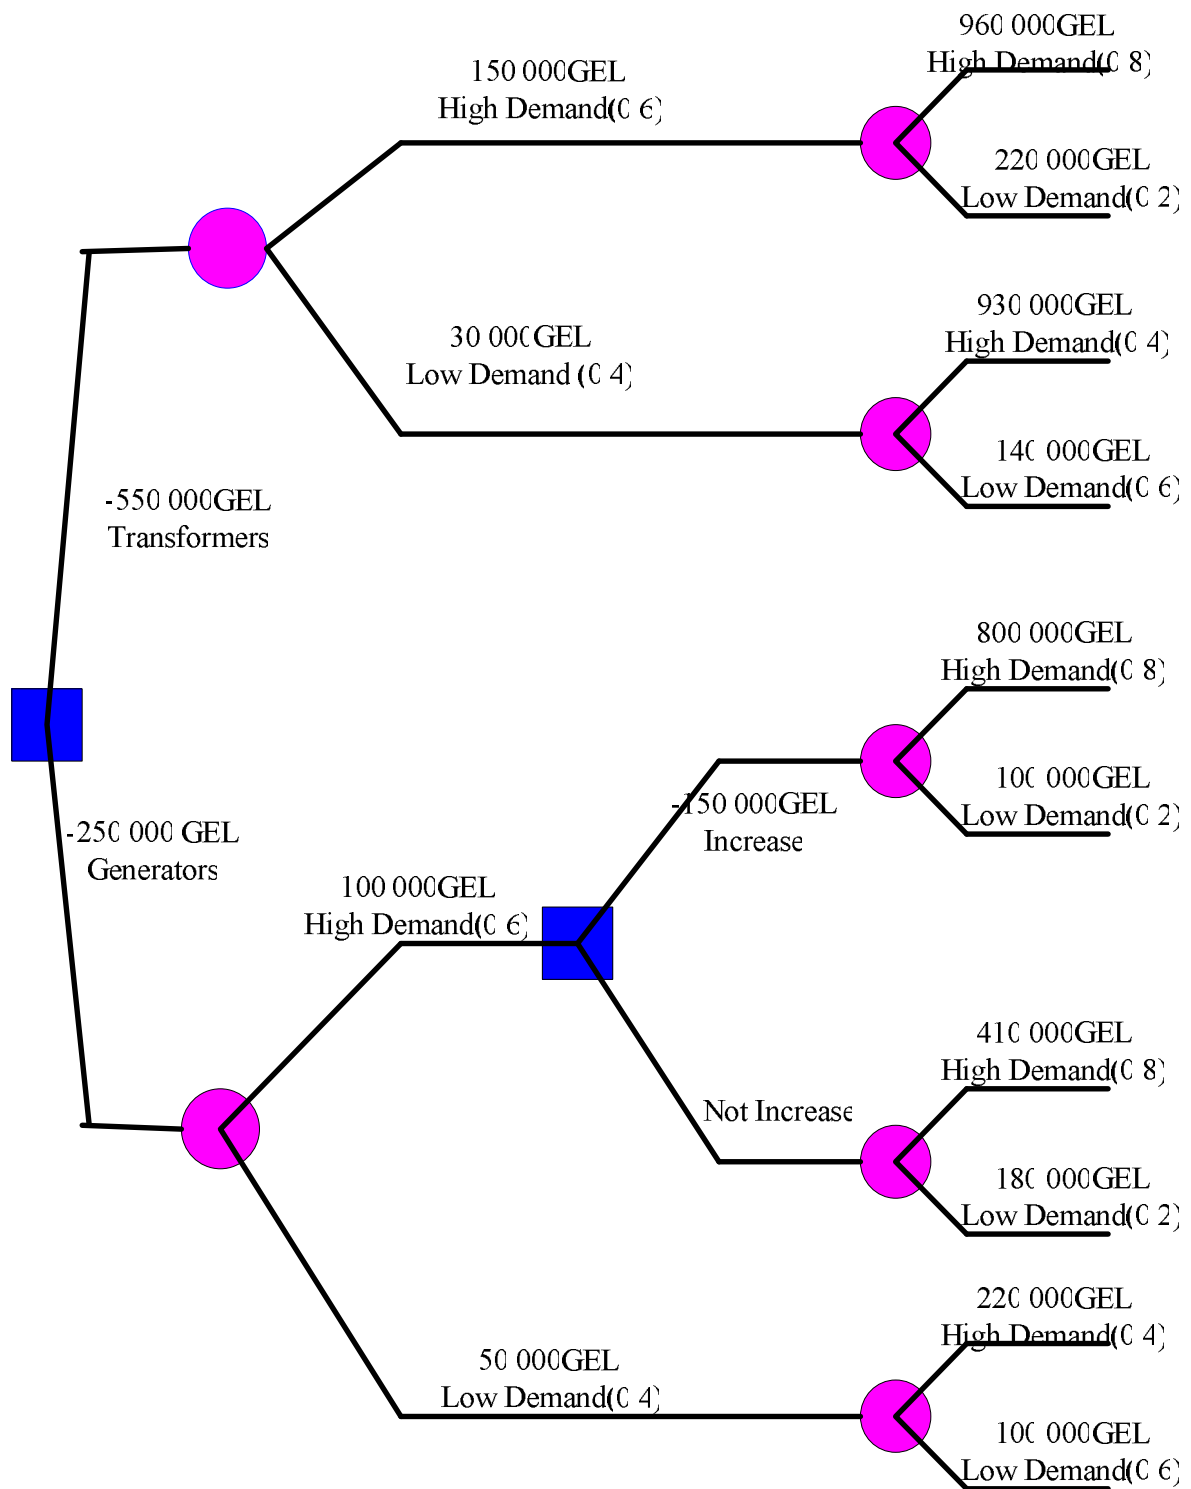 960 000GEL
High Demand(0 8)
150 000GEL
High Demand(0 6)
220 000GEL
Low Demand(0 2)
930 000GEL
High Demand(0 4)
30 000GEL
Low Demand (0 4)
140 000GEL
Low Demand(0 6)
-550 000GEL
Transformers
800 000GEL
High Demand(0 8)
100 000GEL
Low Demand(0 2)
-150 000GEL
Increase
-250 000 GEL
Generators
100 000GEL
High Demand(0 6)
410 000GEL
High Demand(0 8)
Not Increase
180 000GEL
Low Demand(0 2)
220 000GEL
High Demand(0 4)
50 000GEL
Low Demand(0 4)
100 000GEL
Low Demand(0 6)